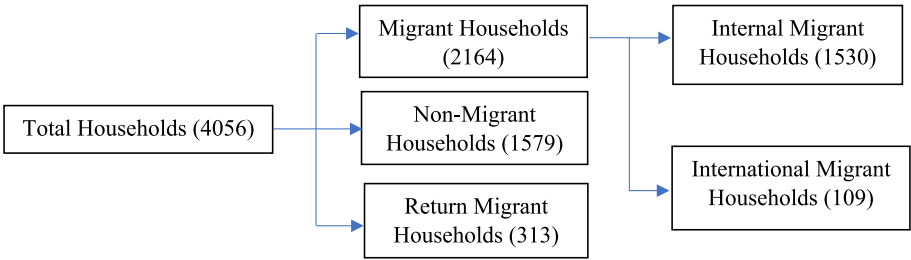 Total Households (4056)
Migrant Households
(2164)
Non-Migrant
Households (1579)
Return Migrant
Households (313)
Internal Migrant
Households (1530)
International Migrant
Households (109)